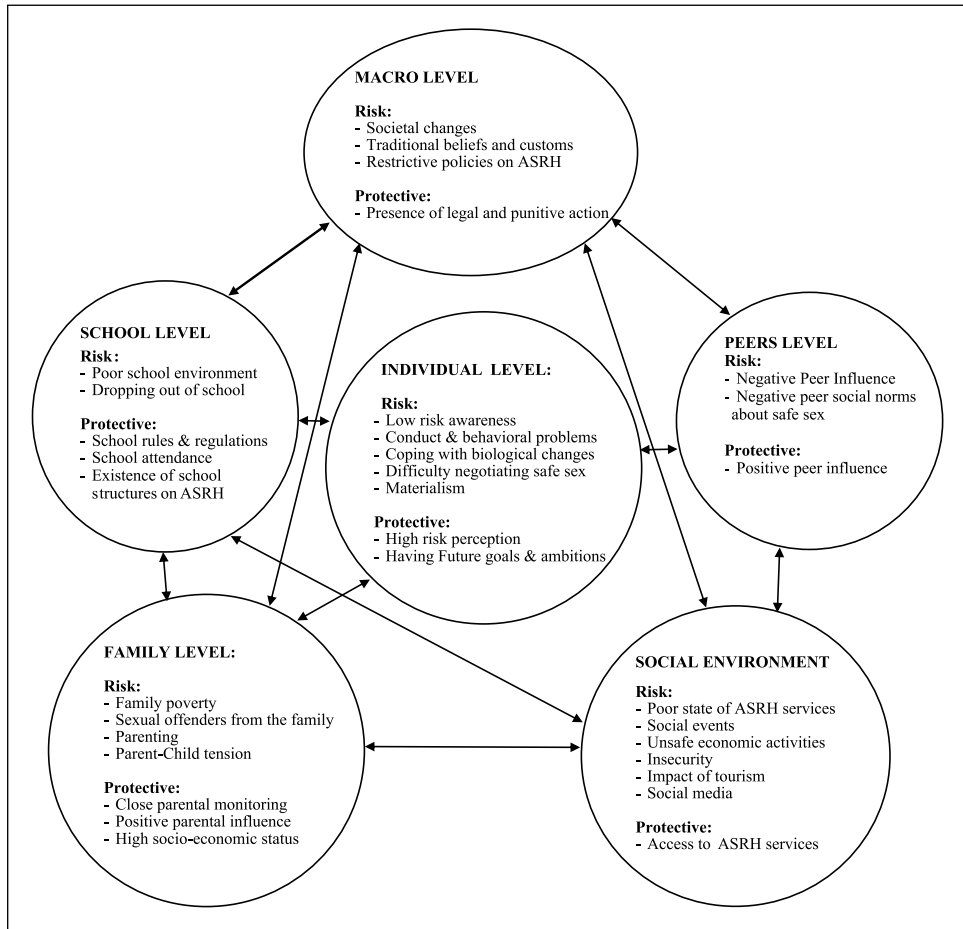 MACRO LEVEL
Risk:
- Societal changes
- Traditional beliefs and customs
- Restrictive policies on ASRH
Protective:
- Presence of legal and punitive action
SCHOOL LEVEL
Risk:
- Poor school environment
- Dropping out of school
Protective:
- School rules & regulations
- School attendance
- Existence of school
structures on ASRH
INDIVIDUAL LEVEL:
Risk:
- Low risk awareness
- Conduct & behavioral problems
- Coping with biological changes
- Difficulty negotiating safe sex
- Materialism
Protective:
- High risk perception
- Having Future goals & ambitions
PEERS LEVEL
Risk:
- Negative Peer Influence
- Negative peer social norms
about safe sex
Protective:
- Positive peer influence
FAMILY LEVEL:
Risk:
- Family poverty
- Sexual offenders from the family
- Parenting
- Parent-Child tension
Protective:
- Close parental monitoring
- Positive parental influence
- High socio-economic status
SOCIAL ENVIRONMENT
Risk:
- Poor state of ASRH services
- Social events
- Unsafe economic activities
- Insecurity
- Impact of tourism
- Social media
Protective:
- Access to ASRH services